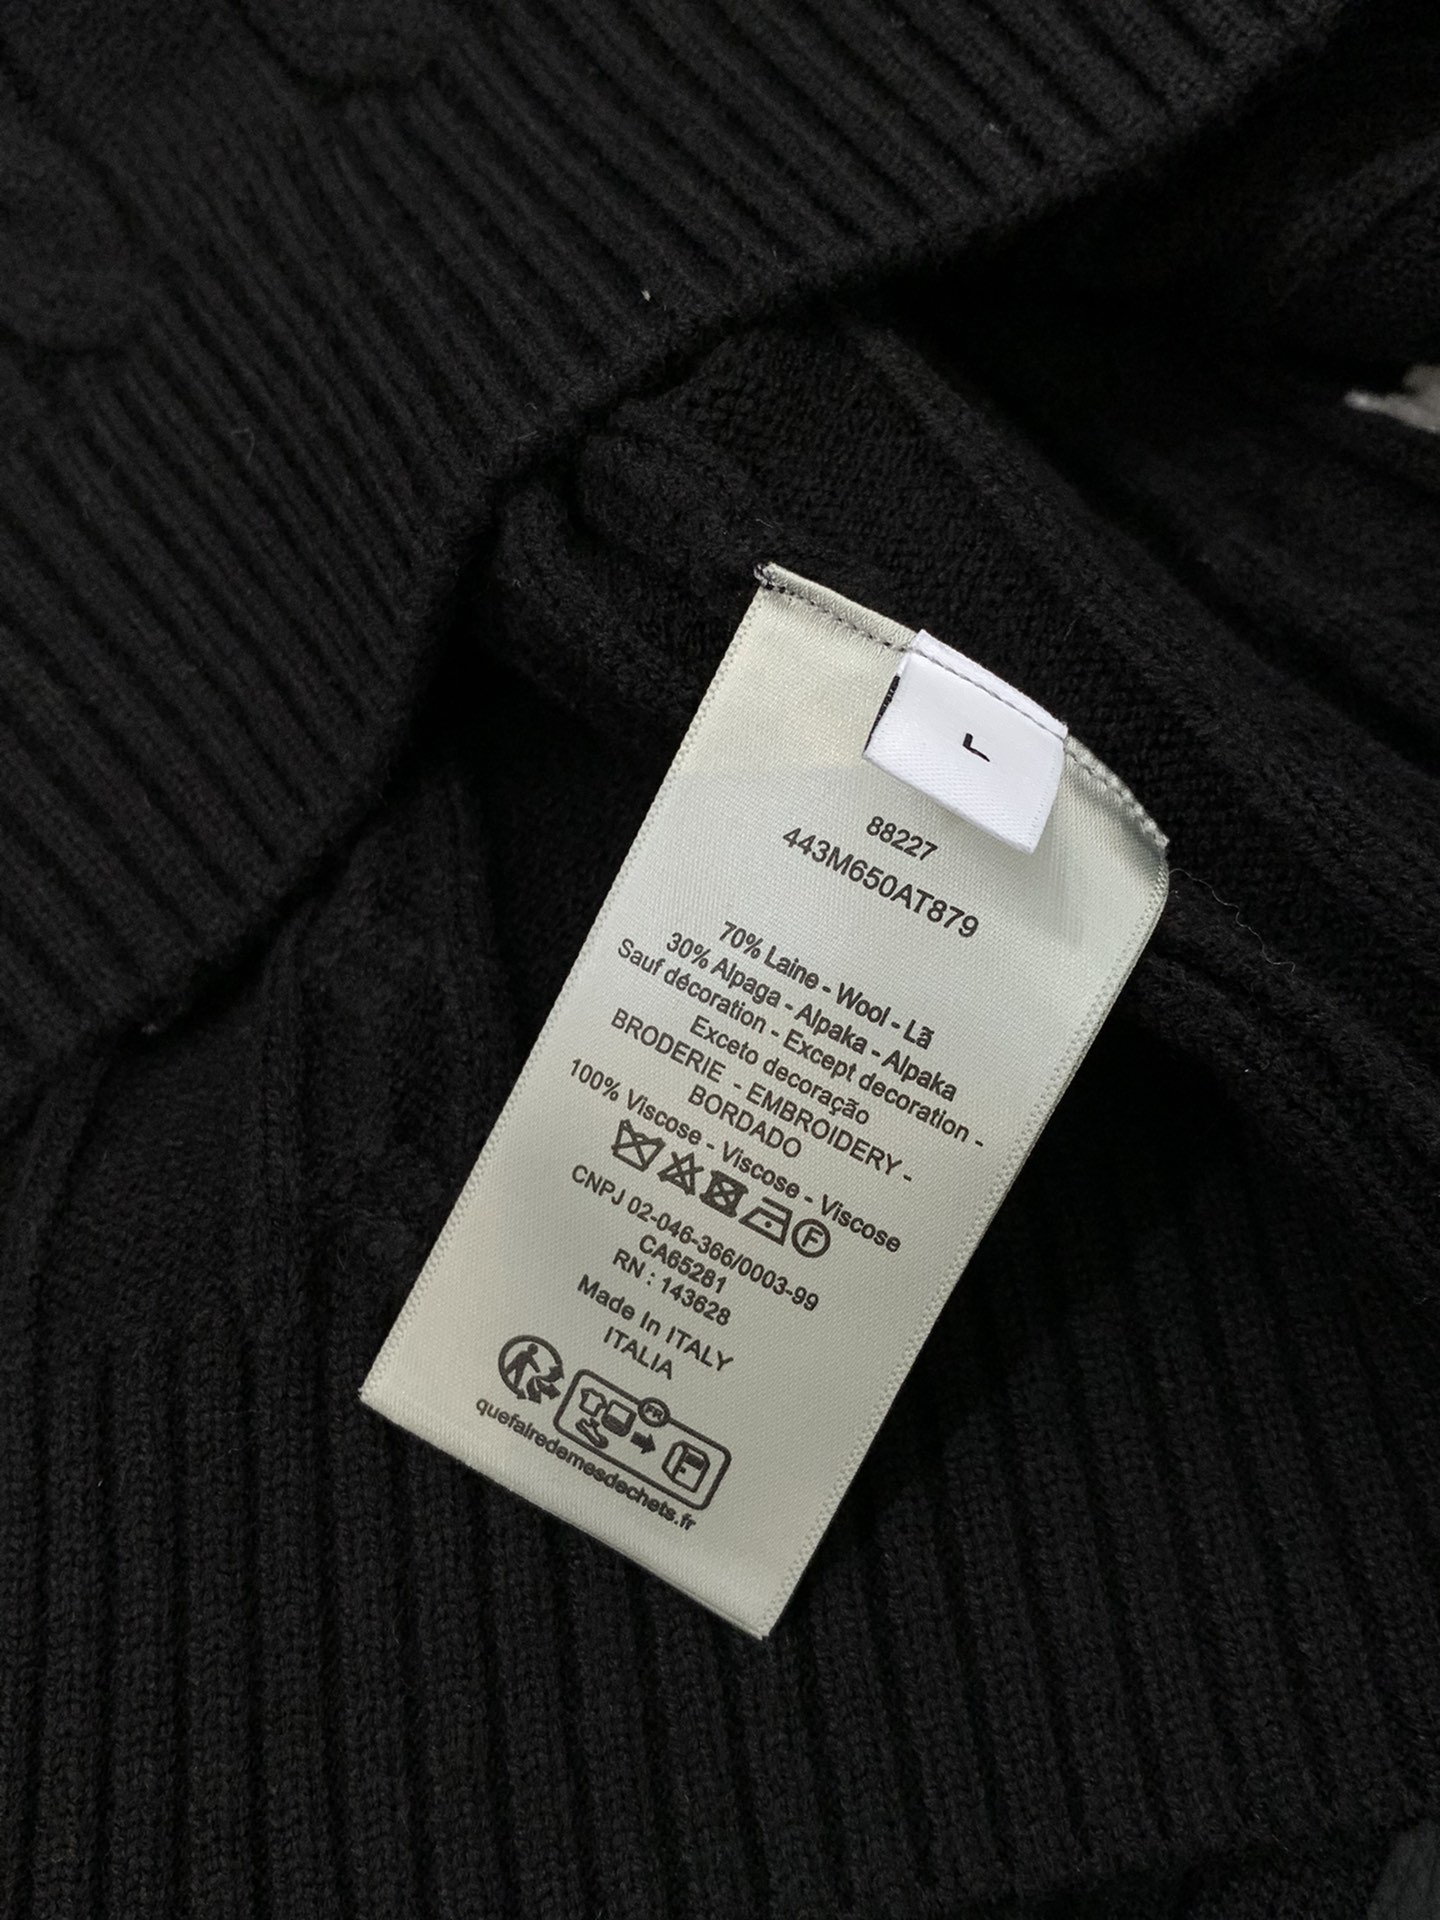 L
88227
443M650AT879
70% Laine - Wool - Lã
30% Alpaga - Alpaka - Alpaka
Sauf décoration - Except decoration -
Exceto decoração
BRODERIE - EMBROIDERY -
BORDADO
100% Viscose - Viscose - Viscose
F
CNPJ 02-046-366/0003-99
CA65281
RN : 143628
Made In ITALY
ITALIA
FR
quefairedemesdechets.fr